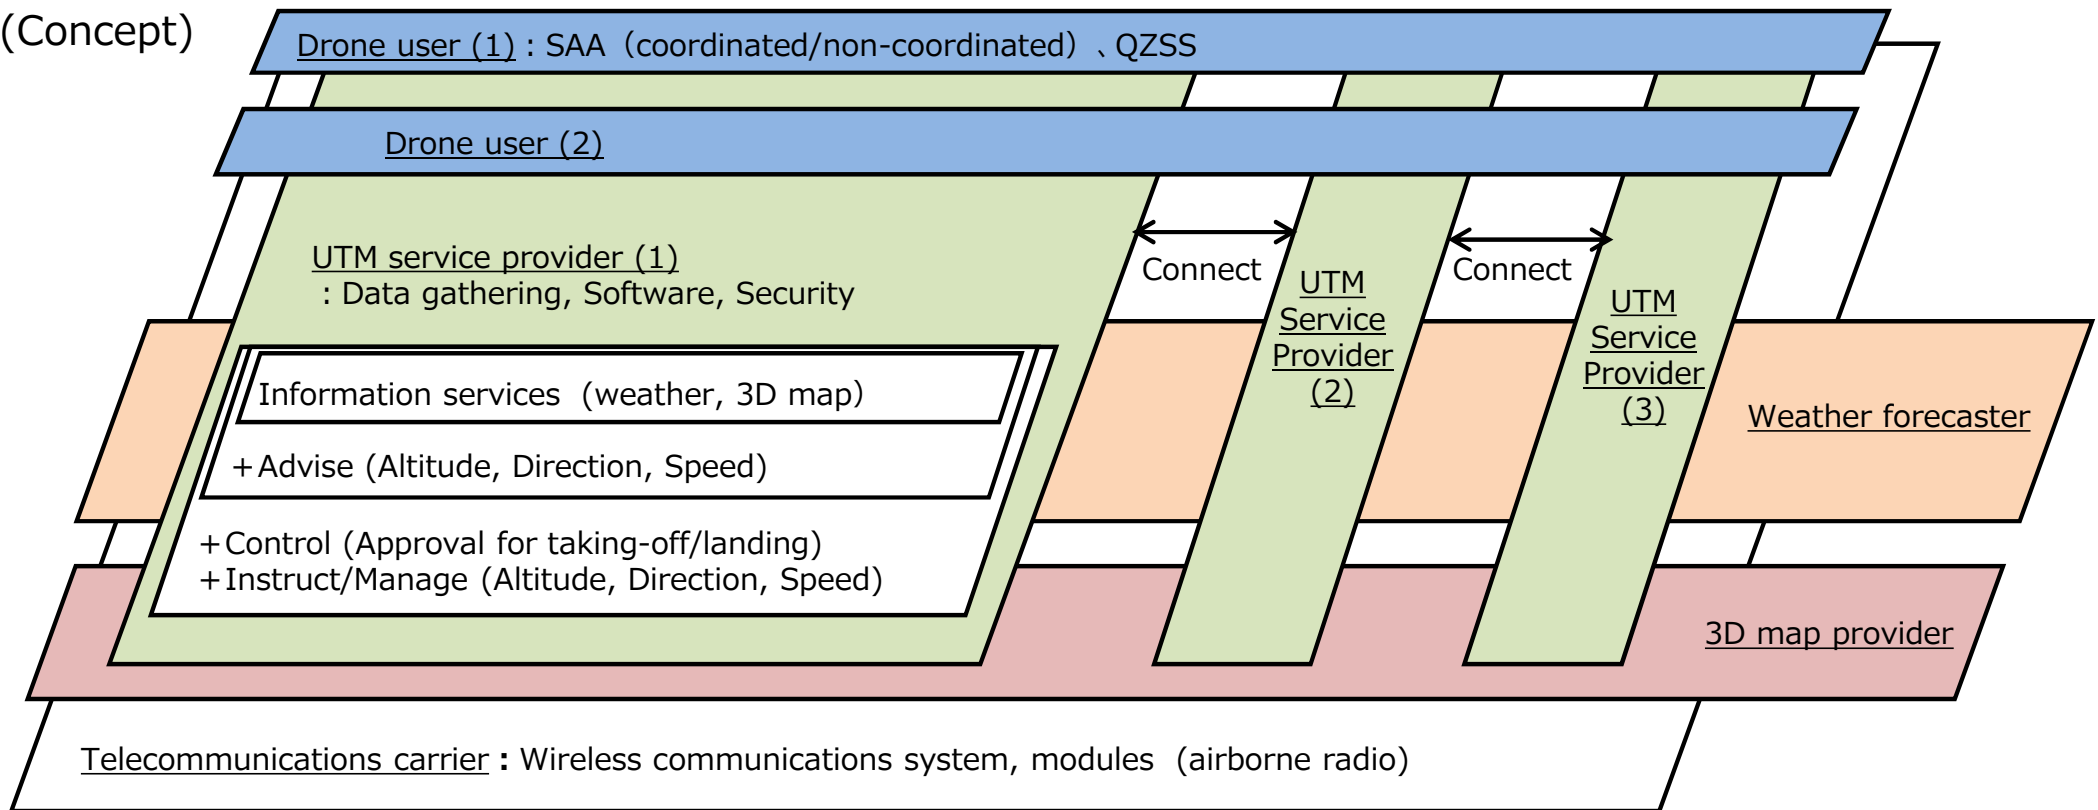 (Concept)
Drone user (1) : SAA（coordinated/non-coordinated）、QZSS
Drone user (2)
UTM service provider (1)
: Data gathering, Software, Security
Connect
Connect
UTM
Service
Provider
(2)
UTM
Service
Provider
(3)
Information services（weather, 3D map）
+Advise (Altitude, Direction, Speed)
+Control (Approval for taking-off/landing)
+Instruct/Manage (Altitude, Direction, Speed)
Weather forecaster
3D map provider
Telecommunications carrier : Wireless communications system, modules（airborne radio）